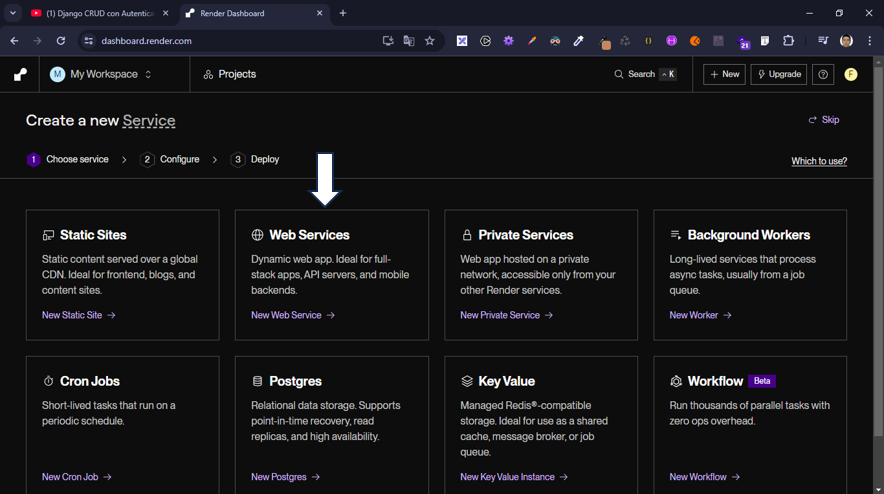 (1) Django CRUD con Autentica
Render Dashboard
dashboard.render.com
21
M My Workspace
Projects
Search ^ K
+ New
Upgrade
F
Create a new Service
Skip
1 Choose service
2 Configure
3 Deploy
Which to use?
Static Sites
Static content served over a global
CDN. Ideal for frontend, blogs, and
content sites.
New Static Site →
Web Services
Dynamic web app. Ideal for full-
stack apps, API servers, and mobile
backends.
New Web Service →
Private Services
Web app hosted on a private
network, accessible only from your
other Render services.
New Private Service →
Background Workers
Long-lived services that process
async tasks, usually from a job
queue.
New Worker →
Cron Jobs
Short-lived tasks that run on a
periodic schedule.
New Cron Job →
Postgres
Relational data storage. Supports
point-in-time recovery, read
replicas, and high availability.
New Postgres →
Key Value
Managed Redis®-compatible
storage. Ideal for use as a shared
cache, message broker, or job
queue.
New Key Value Instance →
Workflow Beta
Run thousands of parallel tasks with
zero ops overhead.
New Workflow →